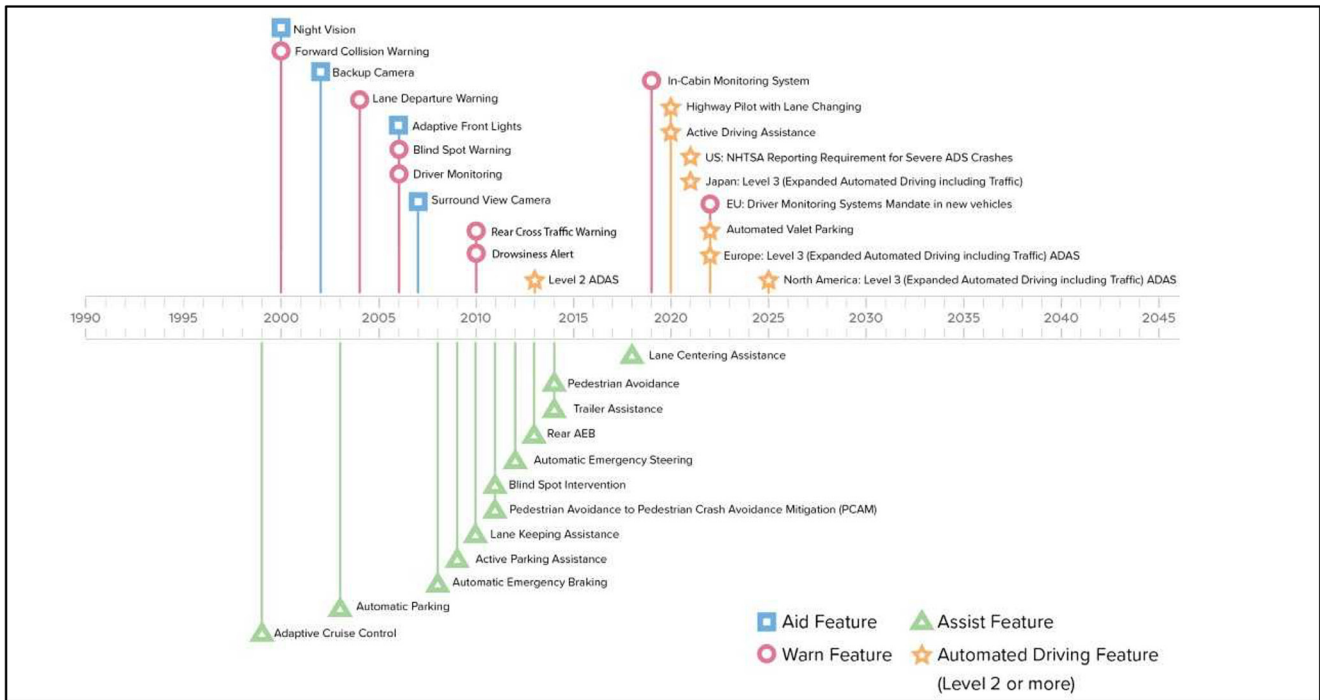 Night Vision
Forward Collision Warning
Backup Camera
Lane Departure Warning
Adaptive Front Lights
Blind Spot Warning
Driver Monitoring
Surround View Camera
Rear Cross Traffic Warning
Drowsiness Alert
Level 2 ADAS
In-Cabin Monitoring System
Highway Pilot with Lane Changing
Active Driving Assistance
US: NHTSA Reporting Requirement for Severe ADS Crashes
Japan: Level 3 (Expanded Automated Driving including Traffic)
EU: Driver Monitoring Systems Mandate in new vehicles
Automated Valet Parking
Europe: Level 3 (Expanded Automated Driving including Traffic) ADAS
North America: Level 3 (Expanded Automated Driving including Traffic) ADAS
1990 1995 2000 2005 2010 2015 2020 2025 2030 2035 2040 2045
Lane Centering Assistance
Pedestrian Avoidance
Trailer Assistance
Rear AEB
Automatic Emergency Steering
Blind Spot Intervention
Pedestrian Avoidance to Pedestrian Crash Avoidance Mitigation (PCAM)
Lane Keeping Assistance
Active Parking Assistance
Automatic Emergency Braking
Automatic Parking
Adaptive Cruise Control
Aid Feature
Assist Feature
Warn Feature
Automated Driving Feature
(Level 2 or more)